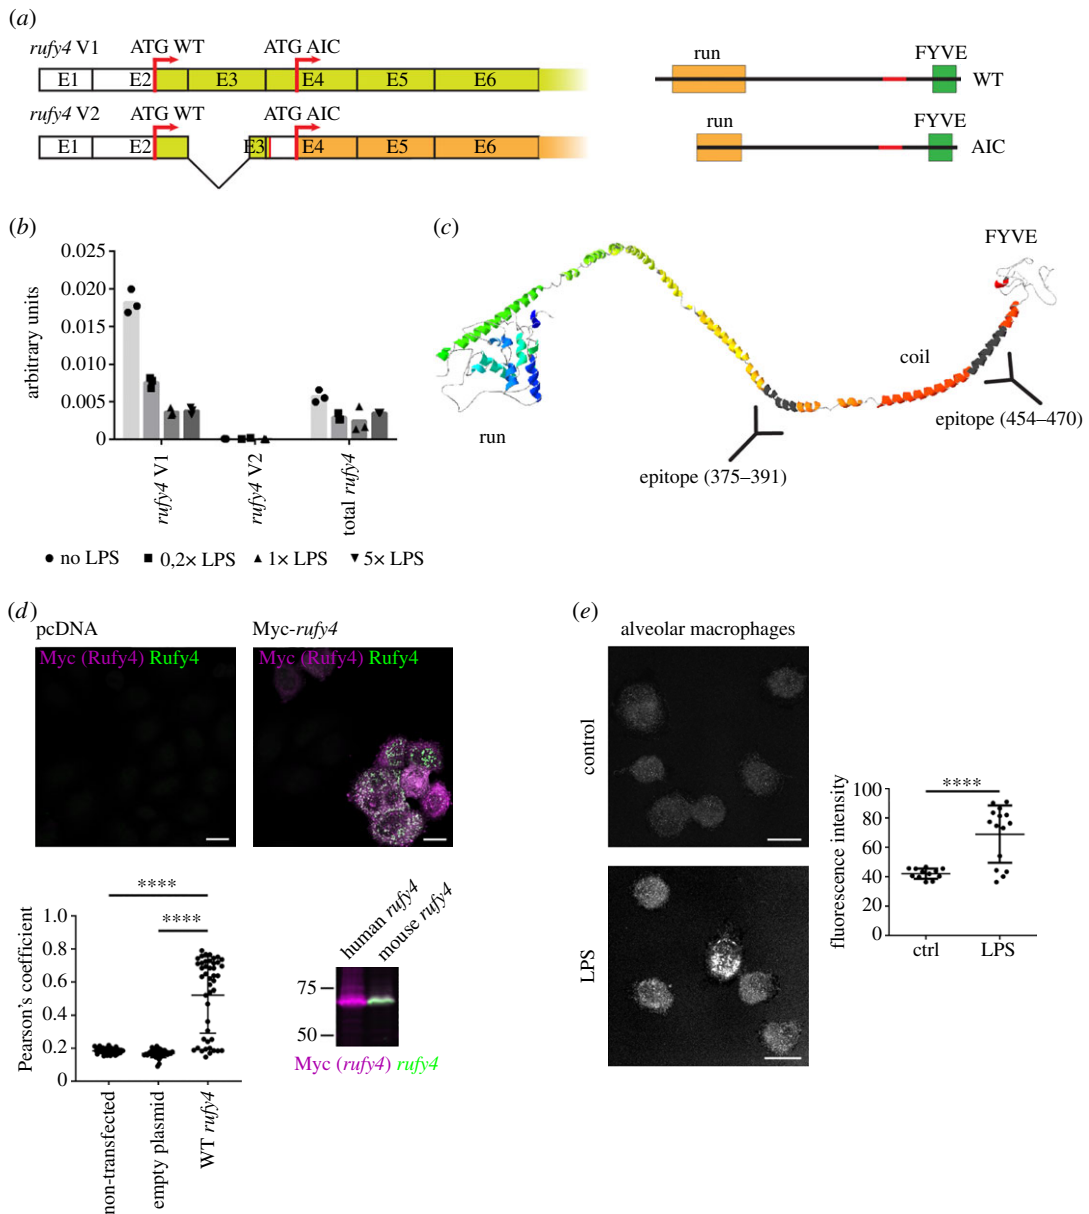 (a)
rufy4 V1
ATG WT
ATG AIC
E1 E2 E3 E4 E5 E6
run
FYVE
WT
rufy4 V2
ATG WT
ATG AIC
E1 E2 E3 E4 E5 E6
run
FYVE
AIC
(b)
arbitrary units
0.025
0.020
0.015
0.010
0.005
0
rufy4 V1
rufy4 V2
total rufy4
no LPS 0,2× LPS 1× LPS 5× LPS
(c)
FYVE
coil
run
epitope (375–391)
epitope (454–470)
(d)
pcDNA
Myc (Rufy4) Rufy4
Myc-rufy4
Myc (Rufy4) Rufy4
Pearson's coefficient
1.0
0.8
0.6
0.4
0.2
0
****
****
non-transfected
empty plasmid
WT rufy4
human rufy4
mouse rufy4
75
50
Myc (rufy4) rufy4
(e)
alveolar macrophages
control
LPS
fluorescence intensity
100
80
60
40
20
0
****
ctrl
LPS